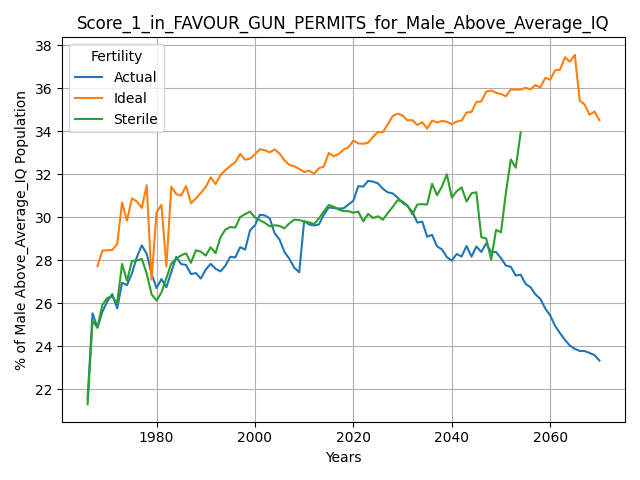 Score_1_in_FAVOUR_GUN_PERMITS_for_Male_Above_Average_IQ
Fertility
Actual
Ideal
Sterile
% of Male Above_Average_IQ Population
38
36
34
32
30
28
26
24
22
1980
2000
2020
2040
2060
Years